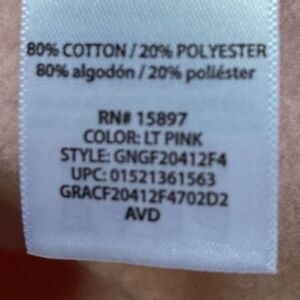 80% COTTON / 20% POLYESTER
80% algodón / 20% poliéster
RN# 15897
COLOR: LT PINK
STYLE: GNGF20412F4
UPC: 01521361563
GRACF20412F4702D2
AVD